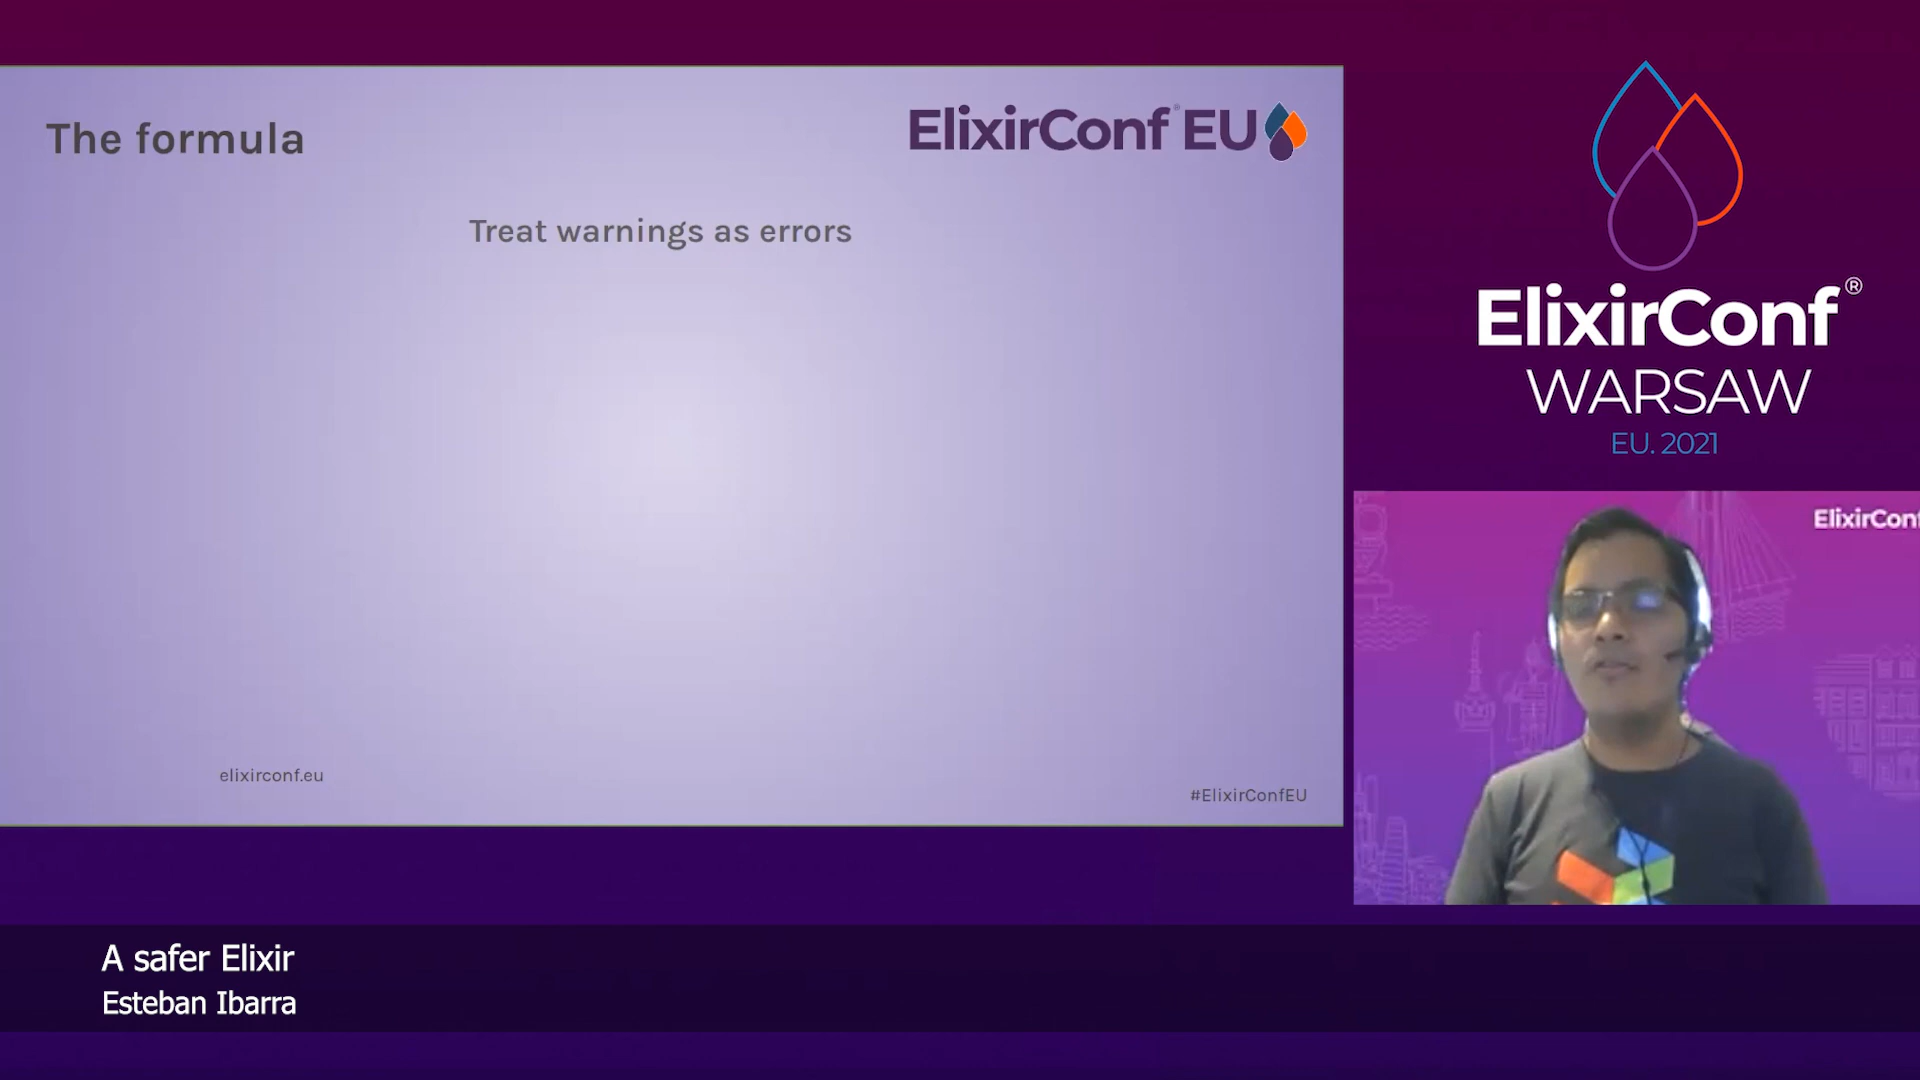 The formula
ElixirConf® EU
Treat warnings as errors
elixirconf.eu
#ElixirConfEU
ElixirConf®
WARSAW
EU. 2021
ElixirConf
A safer Elixir
Esteban Ibarra